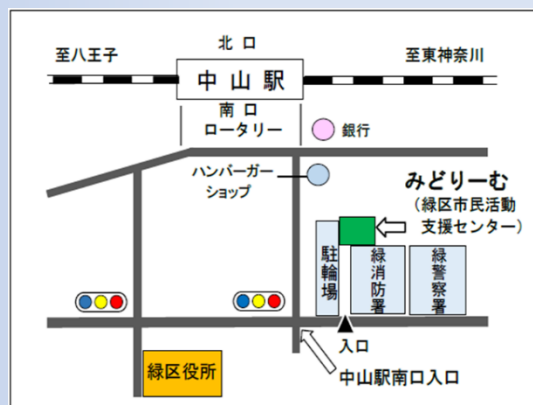 北口
至八王子
至東神奈川
中山駅
南口
ロータリー
銀行
ハンバーガー
ショップ
みどりーむ
（緑区市民活動
支援センター）
駐輪場
緑消防署
緑警察署
入口
緑区役所
中山駅南口入口